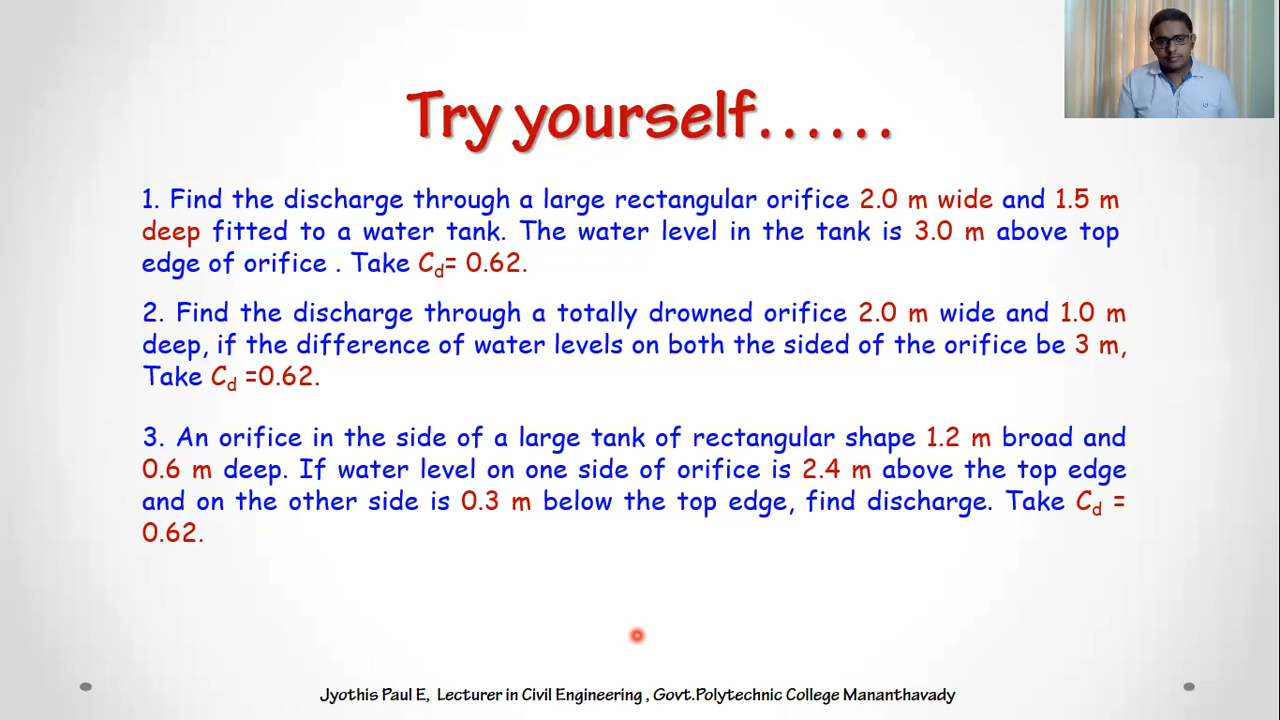 Try yourself......
1. Find the discharge through a large rectangular orifice 2.0 m wide and 1.5 m
deep fitted to a water tank. The water level in the tank is 3.0 m above top
edge of orifice . Take Cd= 0.62.
2. Find the discharge through a totally drowned orifice 2.0 m wide and 1.0 m
deep, if the difference of water levels on both the sided of the orifice be 3 m,
Take Cd =0.62.
3. An orifice in the side of a large tank of rectangular shape 1.2 m broad and
0.6 m deep. If water level on one side of orifice is 2.4 m above the top edge
and on the other side is 0.3 m below the top edge, find discharge. Take Cd =
0.62.
Jyothis Paul E, Lecturer in Civil Engineering , Govt.Polytechnic College Mananthavady